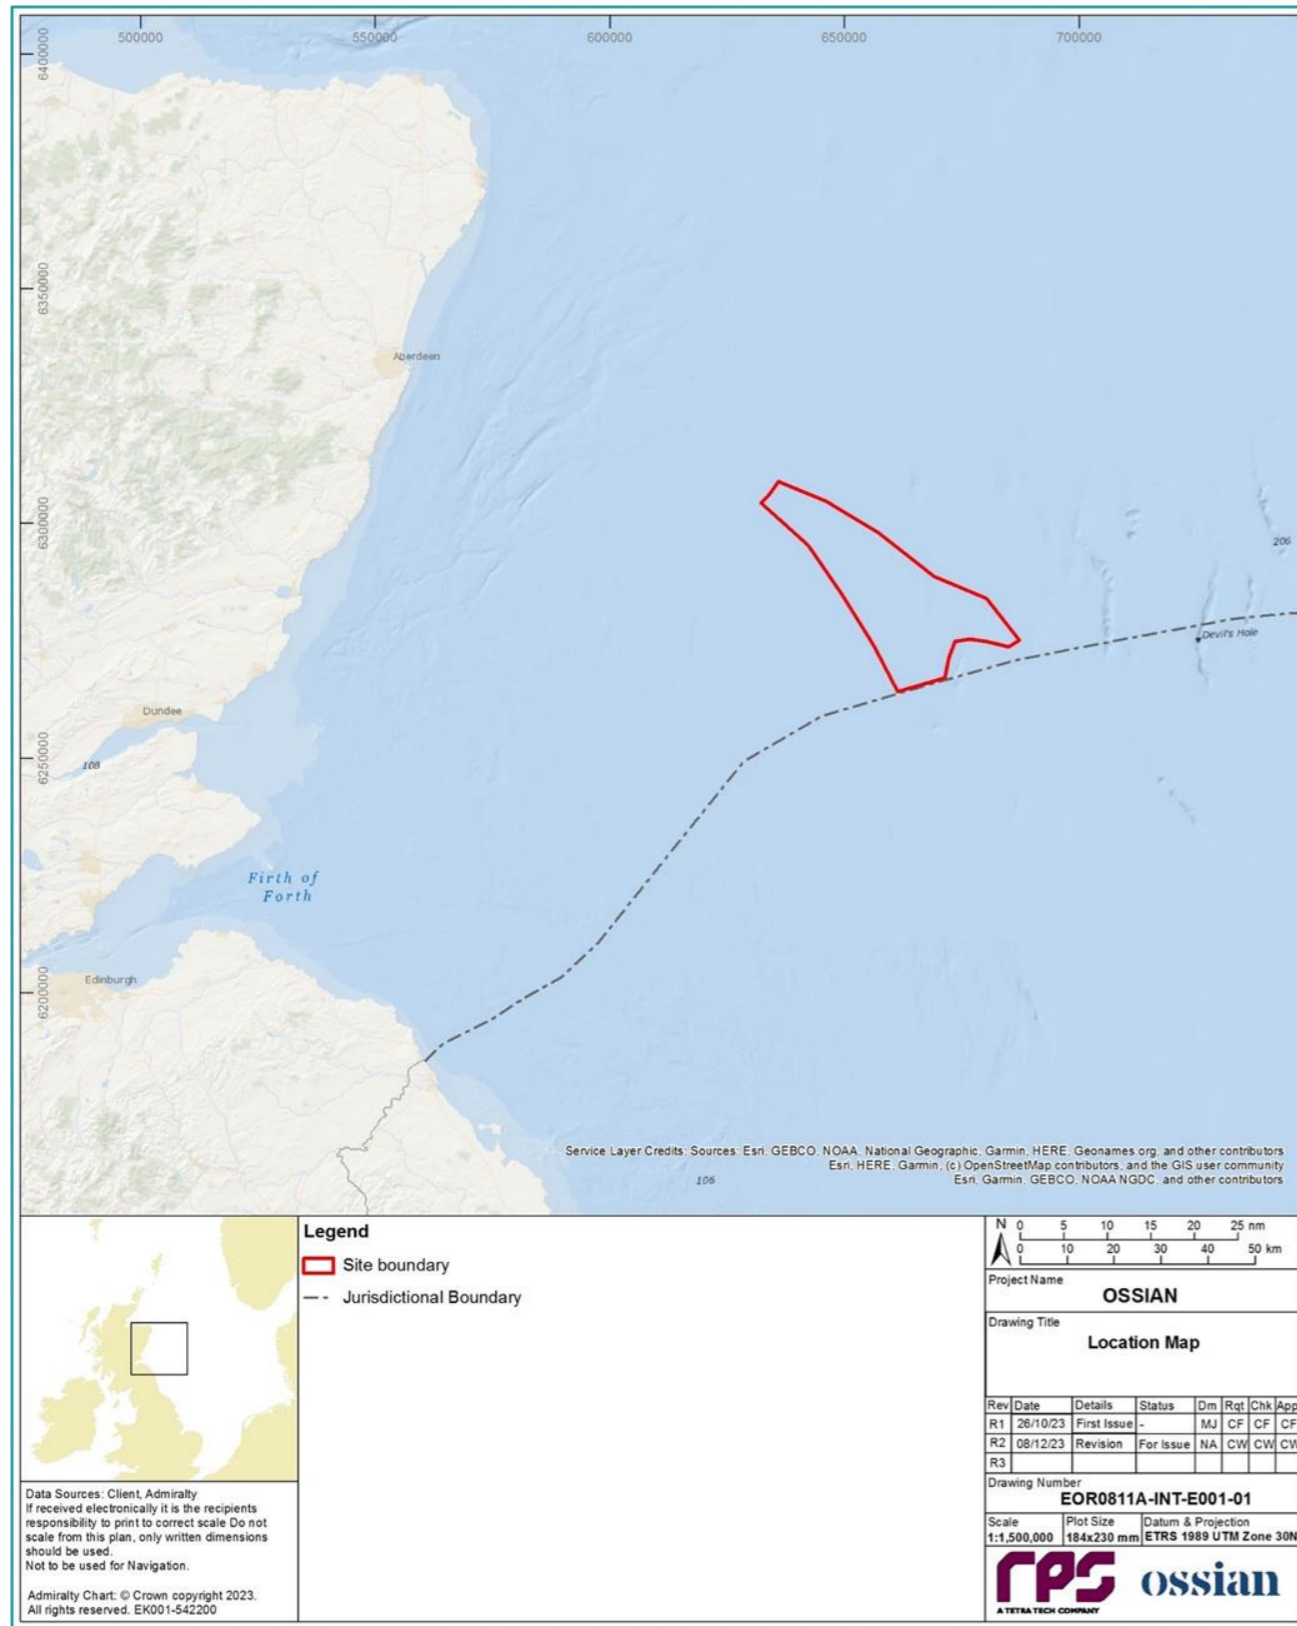 500000
550000
600000
650000
700000
6400000
6350000
Aberdeen
6300000
206
Devil's Hole
Dundee
6250000
108
Firth of
Forth
Edinburgh
6200000
Service Layer Credits: Sources: Esri, GEBCO, NOAA, National Geographic, Garmin, HERE, Geonames.org, and other contributors
Esri, HERE, Garmin, (c) OpenStreetMap contributors, and the GIS user community
Esri, Garmin, GEBCO, NOAA NGDC, and other contributors
106
Legend
Site boundary
Jurisdictional Boundary
Data Sources: Client, Admiralty
If received electronically it is the recipients
responsibility to print to correct scale Do not
scale from this plan, only written dimensions
should be used.
Not to be used for Navigation.
Admiralty Chart: © Crown copyright 2023.
All rights reserved. EK001-542200
N 0 5 10 15 20 25 nm
0 10 20 30 40 50 km
Project Name
OSSIAN
Drawing Title
Location Map
Rev Date Details Status Dm Rqt Chk App
R1 26/10/23 First Issue - MJ CF CF CF
R2 08/12/23 Revision For Issue NA CW CW CW
R3
Drawing Number
EOR0811A-INT-E001-01
Scale Plot Size Datum & Projection
1:1,500,000 184x230 mm ETRS 1989 UTM Zone 30N
rps ossian
A TETRA TECH COMPANY